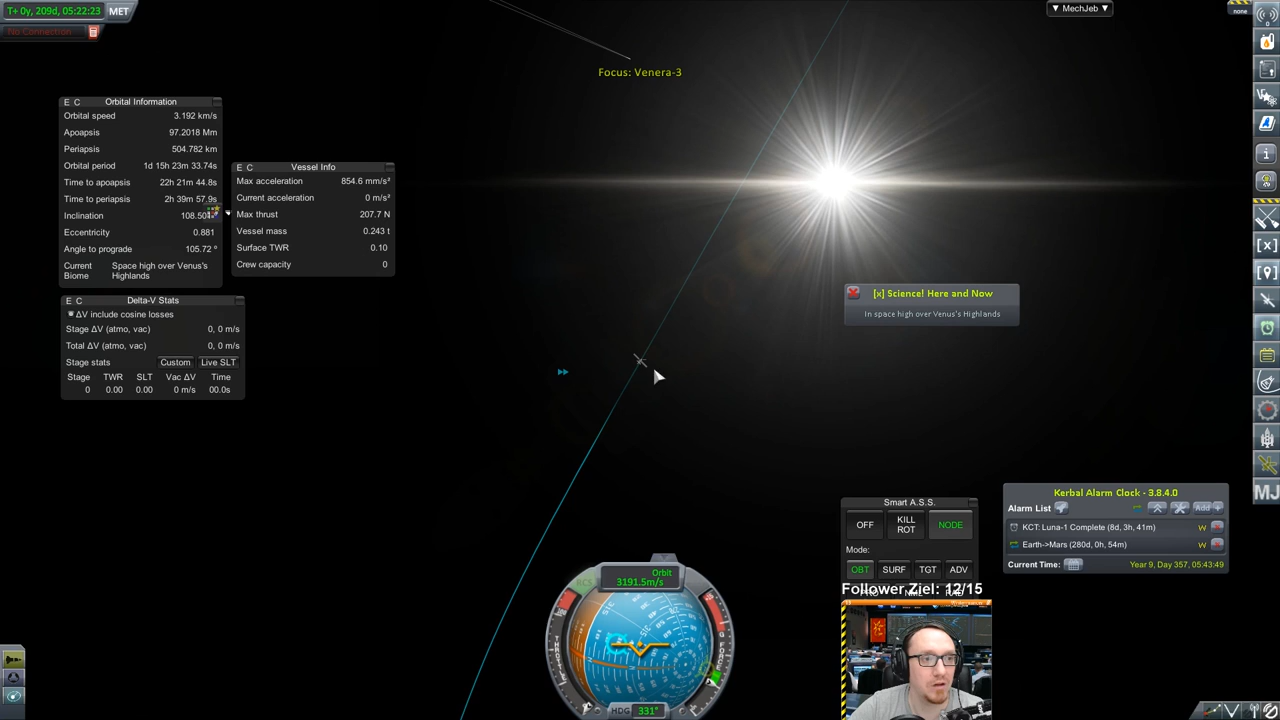 T+ 0y, 209d, 05:22:23 MET
No Connection
MechJeb ▼
none
Focus: Venera-3
E C Orbital Information
Orbital speed 3.192 km/s
Apoapsis 97.2018 Mm
Periapsis 504.782 km
Orbital period 1d 15h 23m 33.74s
Time to apoapsis 22h 21m 44.8s
Time to periapsis 2h 39m 57.9s
Inclination 108.50
Eccentricity 0.881
Angle to prograde 105.72 º
Current Biome Space high over Venus's Highlands
E C Vessel Info
Max acceleration 854.6 mm/s²
Current acceleration 0 m/s²
Max thrust 207.7 N
Vessel mass 0.243 t
Surface TWR 0.10
Crew capacity 0
E C Delta-V Stats
ΔV include cosine losses
Stage ΔV (atmo, vac) 0, 0 m/s
Total ΔV (atmo, vac) 0, 0 m/s
Stage stats Custom Live SLT
Stage TWR SLT Vac ΔV Time
0 0.00 0.00 0 m/s 00.0s
[x] Science! Here and Now
In space high over Venus's Highlands
Smart A.S.S.
OFF KILL ROT NODE
Mode:
OBT SURF TGT ADV
Follower Ziel: 12/15
Kerbal Alarm Clock - 3.8.4.0
Alarm List Add
KCT: Luna-1 Complete (8d, 3h, 41m) W
Earth->Mars (280d, 0h, 54m) W
Current Time: Year 9, Day 357, 05:43:49
RCS
Orbit
3191.5m/s
HDG 331°
MJ